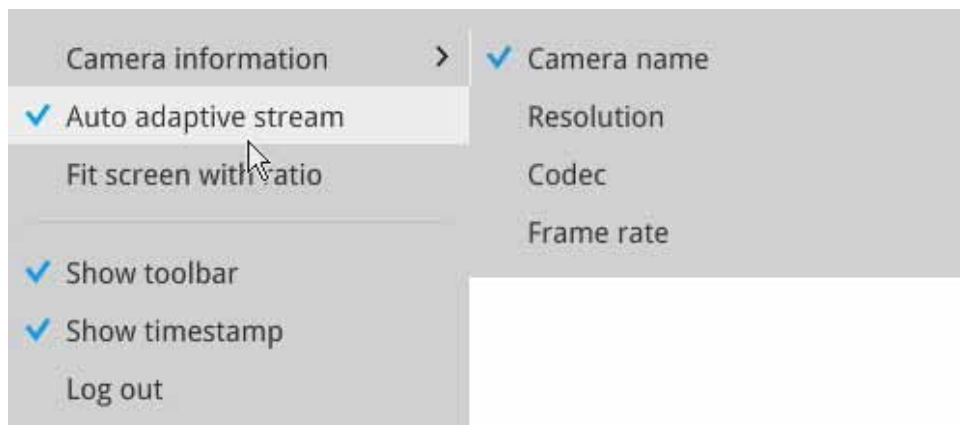 Camera information
Auto adaptive stream
Fit screen with ratio
Show toolbar
Show timestamp
Log out
Camera name
Resolution
Codec
Frame rate